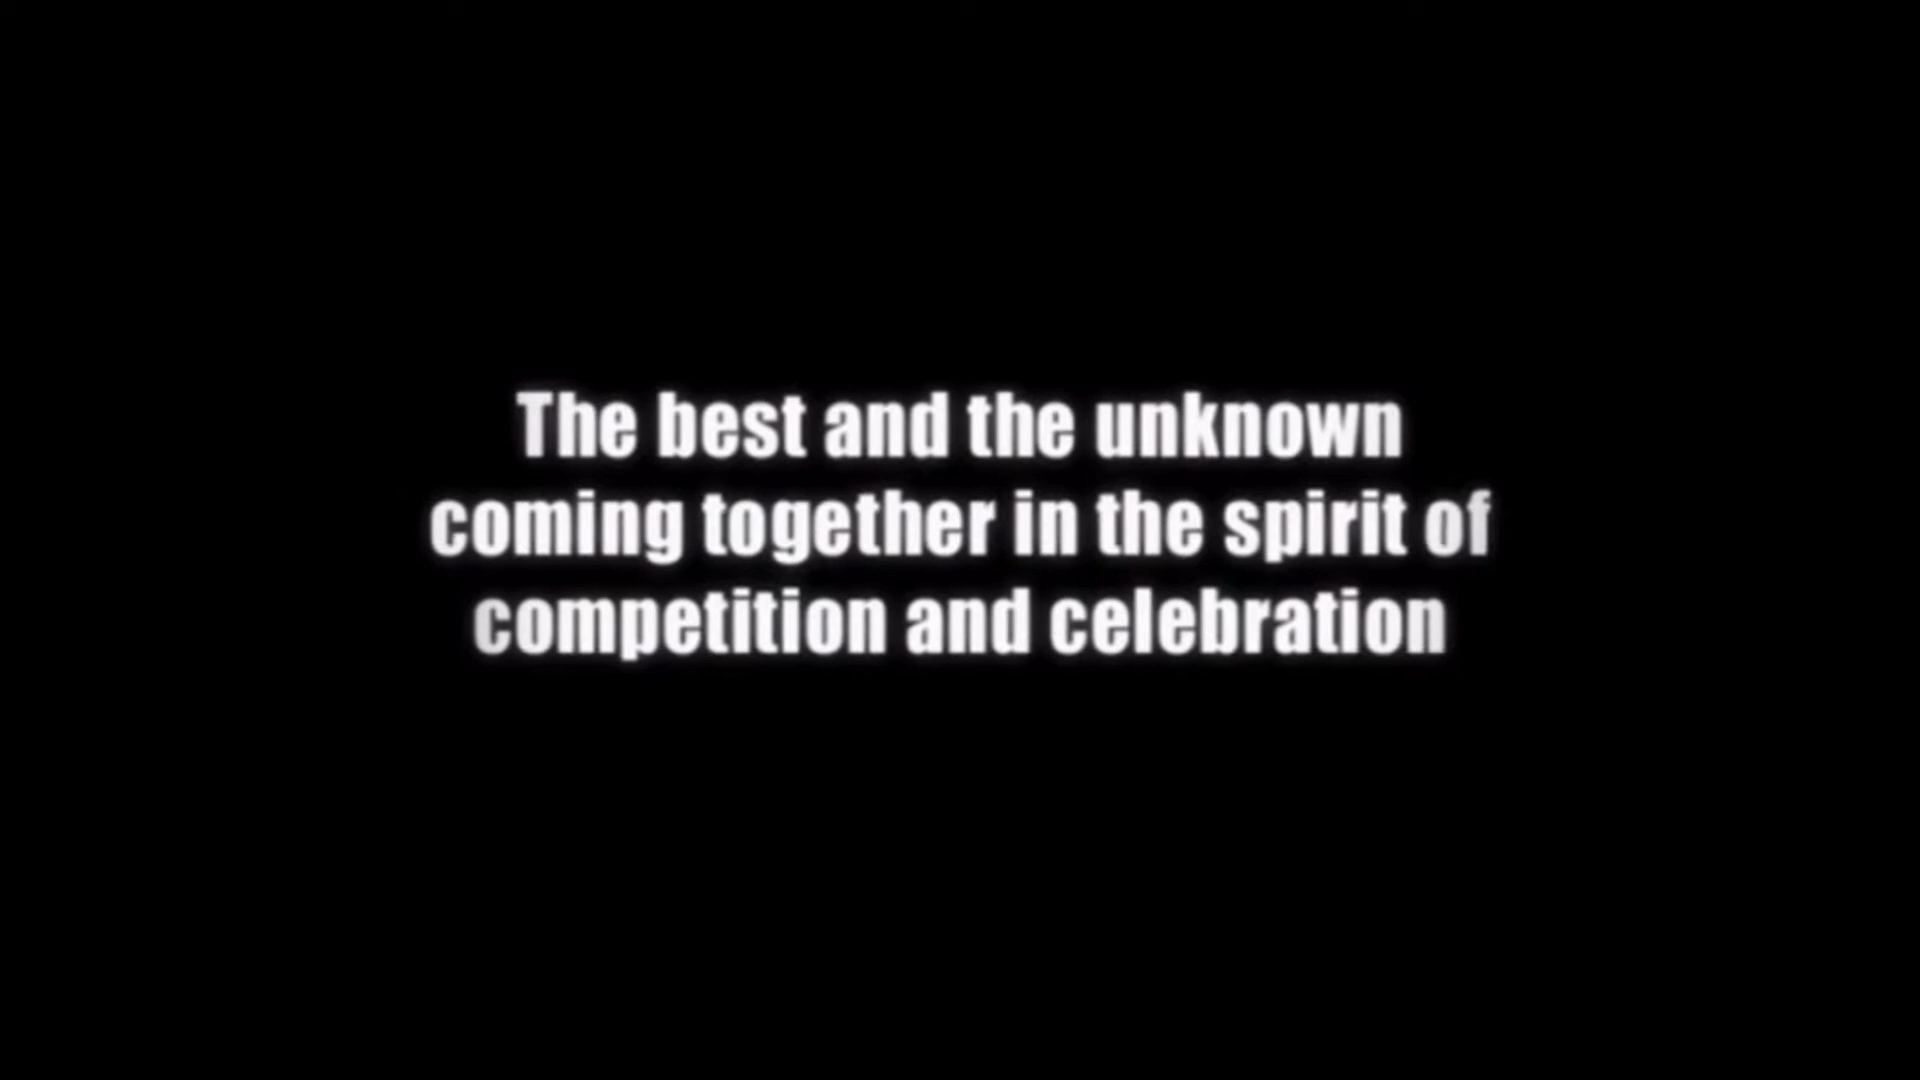 The best and the unknown
coming together in the spirit of
competition and celebration